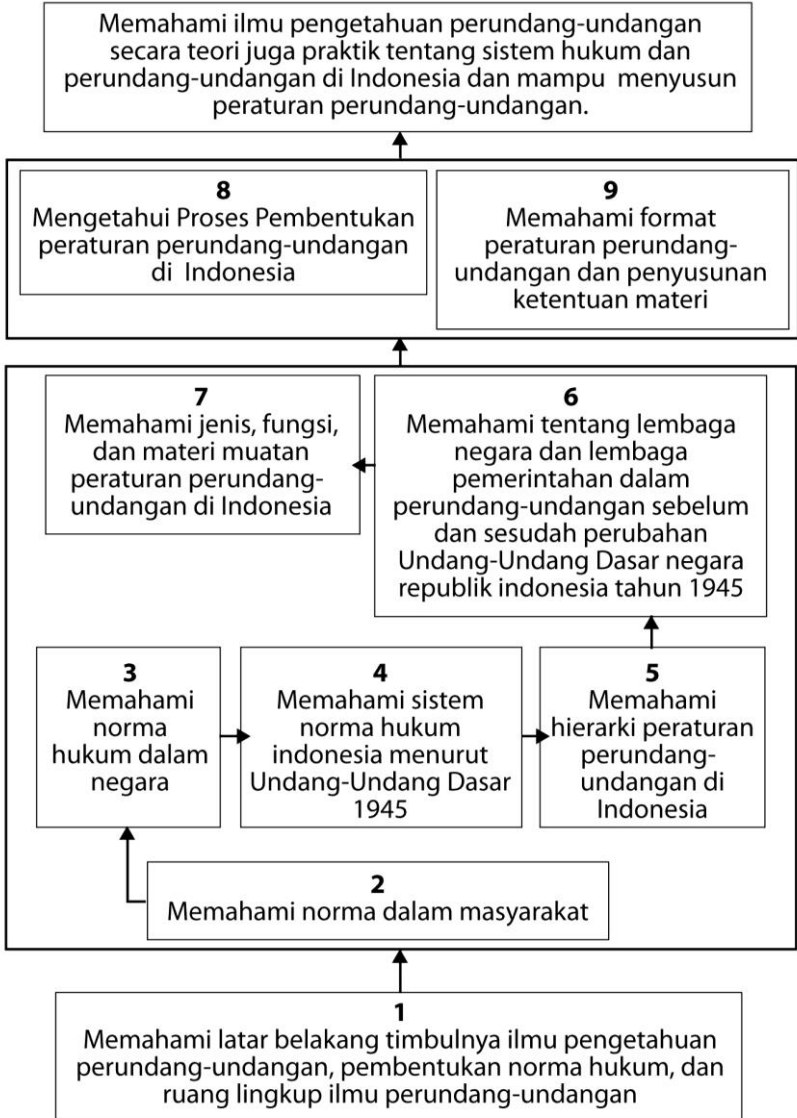 Memahami ilmu pengetahuan perundang-undangan
secara teori juga praktik tentang sistem hukum dan
perundang-undangan di Indonesia dan mampu menyusun
peraturan perundang-undangan.
8
Mengetahui Proses Pembentukan
peraturan perundang-undangan
di Indonesia
9
Memahami format
peraturan perundang-
undangan dan penyusunan
ketentuan materi
7
Memahami jenis, fungsi,
dan materi muatan
peraturan perundang-
undangan di Indonesia
6
Memahami tentang lembaga
negara dan lembaga
pemerintahan dalam
perundang-undangan sebelum
dan sesudah perubahan
Undang-Undang Dasar negara
republik indonesia tahun 1945
3
Memahami
norma
hukum dalam
negara
4
Memahami sistem
norma hukum
indonesia menurut
Undang-Undang Dasar
1945
5
Memahami
hierarki peraturan
perundang-
undangan di
Indonesia
2
Memahami norma dalam masyarakat
1
Memahami latar belakang timbulnya ilmu pengetahuan
perundang-undangan, pembentukan norma hukum, dan
ruang lingkup ilmu perundang-undangan